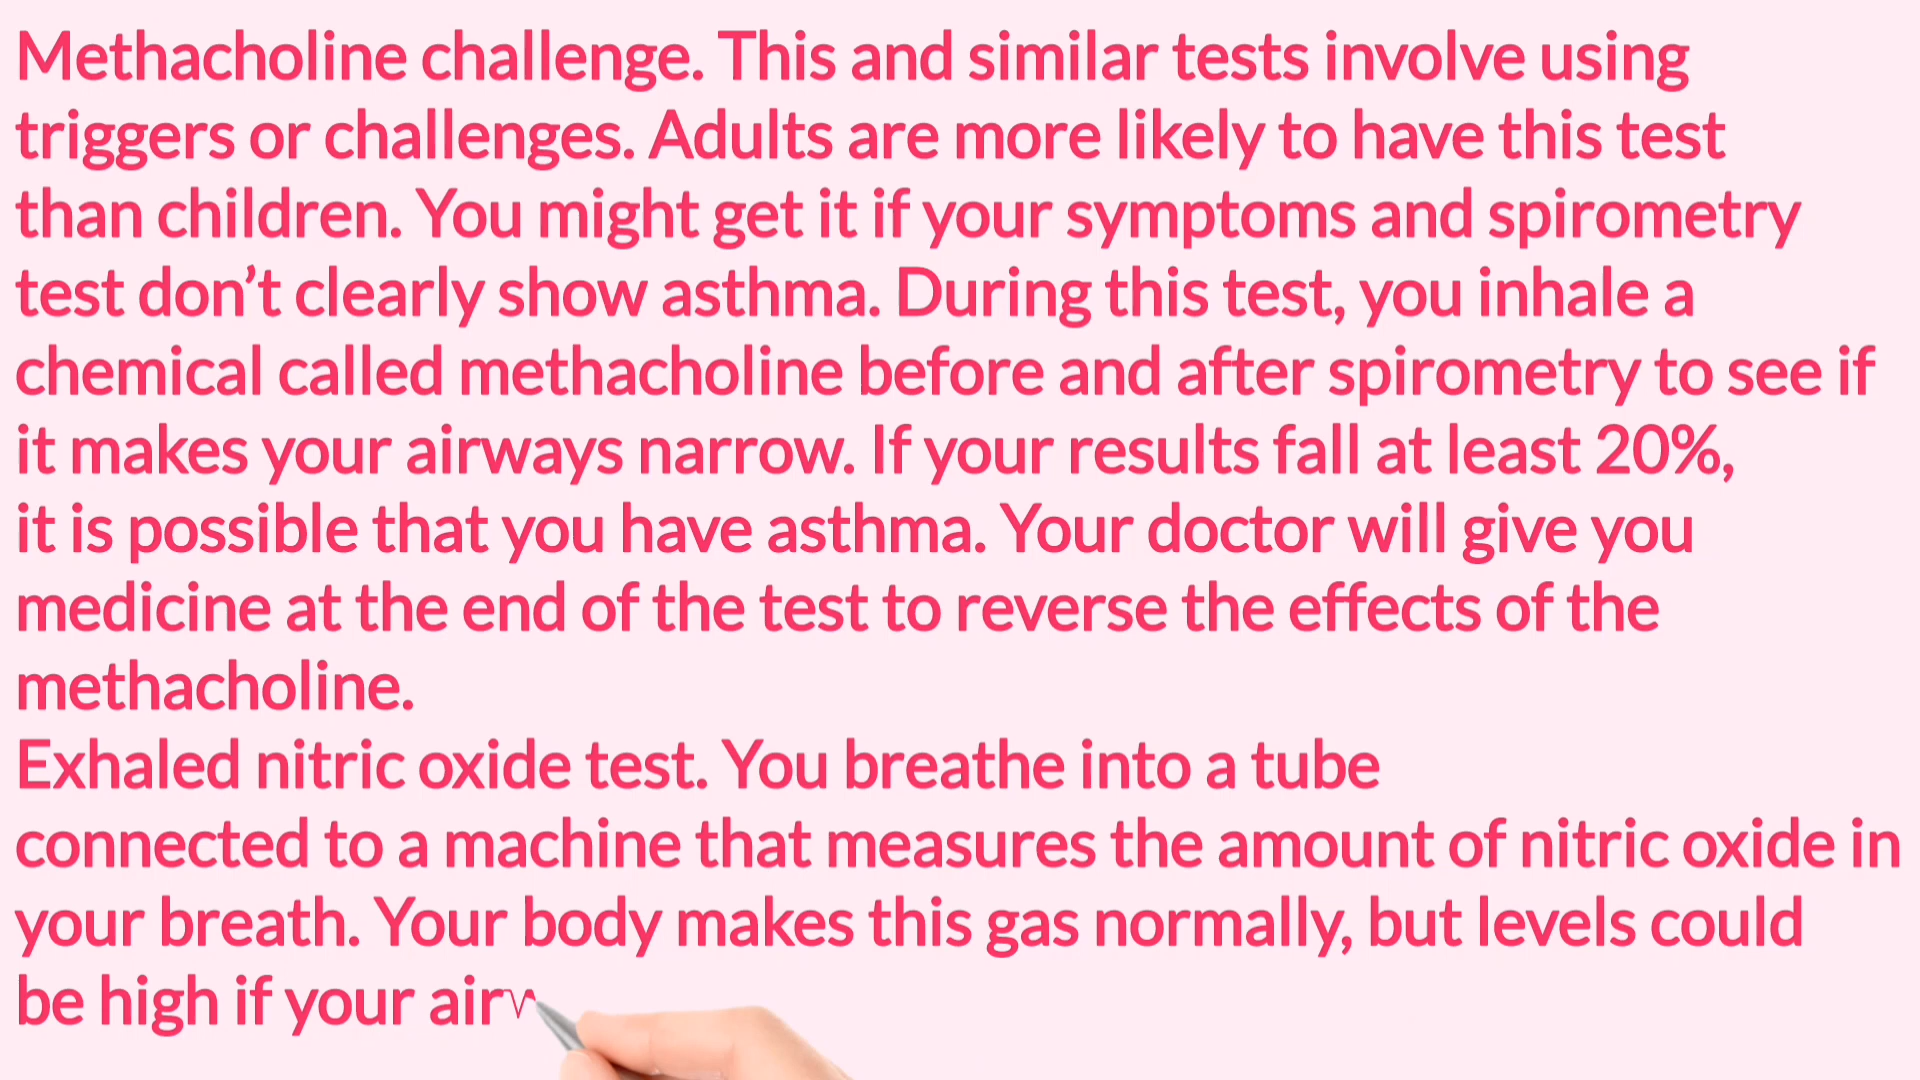 Methacholine challenge. This and similar tests involve using
triggers or challenges. Adults are more likely to have this test
than children. You might get it if your symptoms and spirometry
test don’t clearly show asthma. During this test, you inhale a
chemical called methacholine before and after spirometry to see if
it makes your airways narrow. If your results fall at least 20%,
it is possible that you have asthma. Your doctor will give you
medicine at the end of the test to reverse the effects of the
methacholine.
Exhaled nitric oxide test. You breathe into a tube
connected to a machine that measures the amount of nitric oxide in
your breath. Your body makes this gas normally, but levels could
be high if your